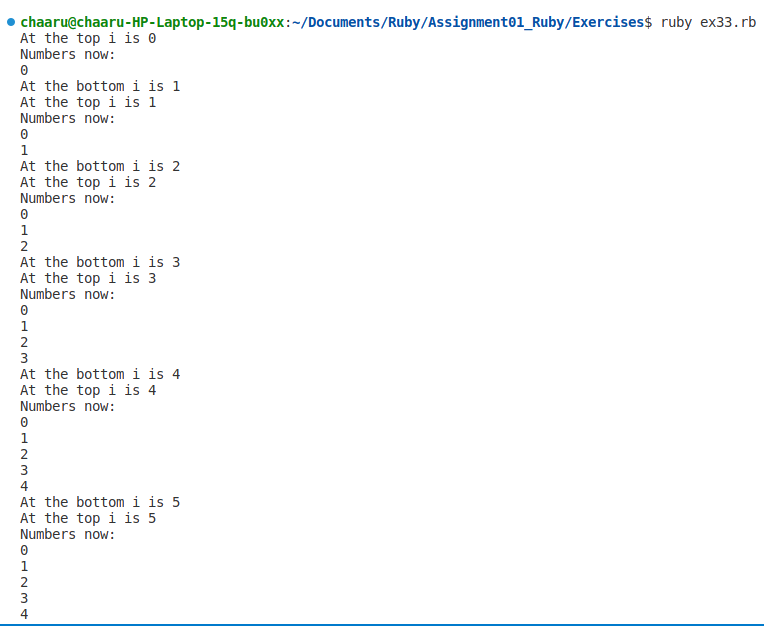 chaaru@chaaru-HP-Laptop-15q-bu0xx:~/Documents/Ruby/Assignment01_Ruby/Exercises$ ruby ex33.rb
At the top i is 0
Numbers now:
0
At the bottom i is 1
At the top i is 1
Numbers now:
0
1
At the bottom i is 2
At the top i is 2
Numbers now:
0
1
2
At the bottom i is 3
At the top i is 3
Numbers now:
0
1
2
3
At the bottom i is 4
At the top i is 4
Numbers now:
0
1
2
3
4
At the bottom i is 5
At the top i is 5
Numbers now:
0
1
2
3
4